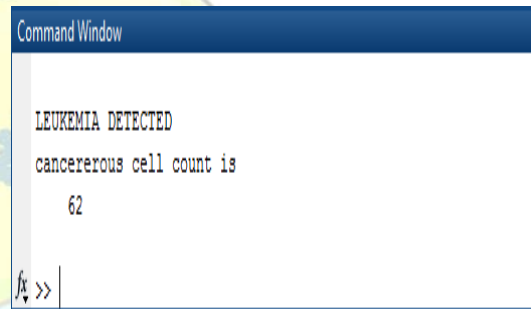 Command Window
LEUKEMIA DETECTED
cancererous cell count is
62
fx >>